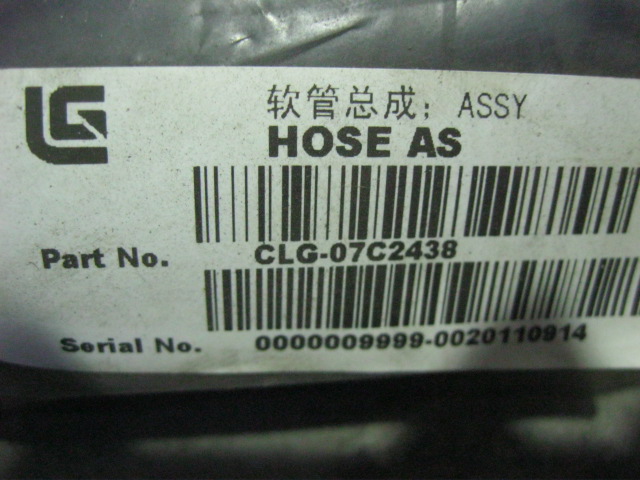 软管总成；ASSY
HOSE AS
Part No. CLG-07C2438
Serial No. 0000009999-0020110914